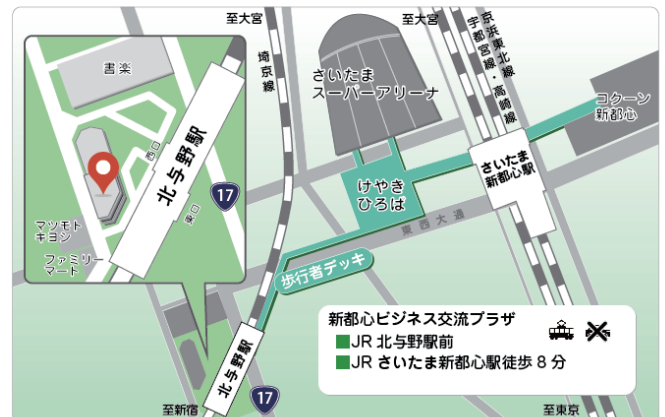 至大宮
至大宮
京浜東北線
宇都宮線・高崎線
埼京線
さいたま
スーパーアリーナ
コクーン
新都心
書楽
北与野駅
西口
東口
17
さいたま
新都心駅
けやき
ひろば
東西大通
マツモト
キヨシ
ファミリー
マート
歩行者デッキ
北与野駅
17
新都心ビジネス交流プラザ
JR 北与野駅前
JR さいたま新都心駅徒歩 8 分
至新宿
至東京